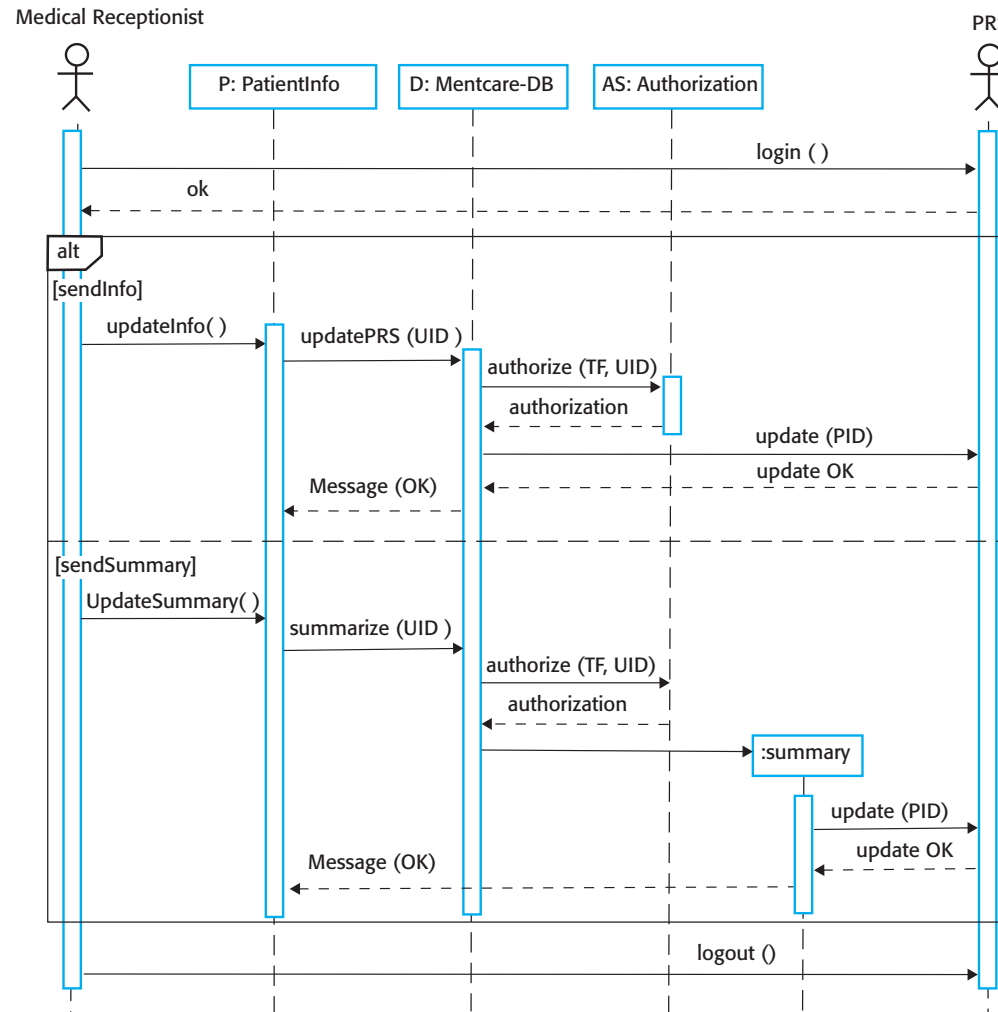 Medical Receptionist
PRS
P: PatientInfo
D: Mentcare-DB
AS: Authorization
login ( )
ok
alt
[sendInfo]
updateInfo( )
updatePRS (UID )
authorize (TF, UID)
authorization
update (PID)
update OK
Message (OK)
[sendSummary]
UpdateSummary( )
summarize (UID )
authorize (TF, UID)
authorization
:summary
update (PID)
update OK
Message (OK)
logout ()